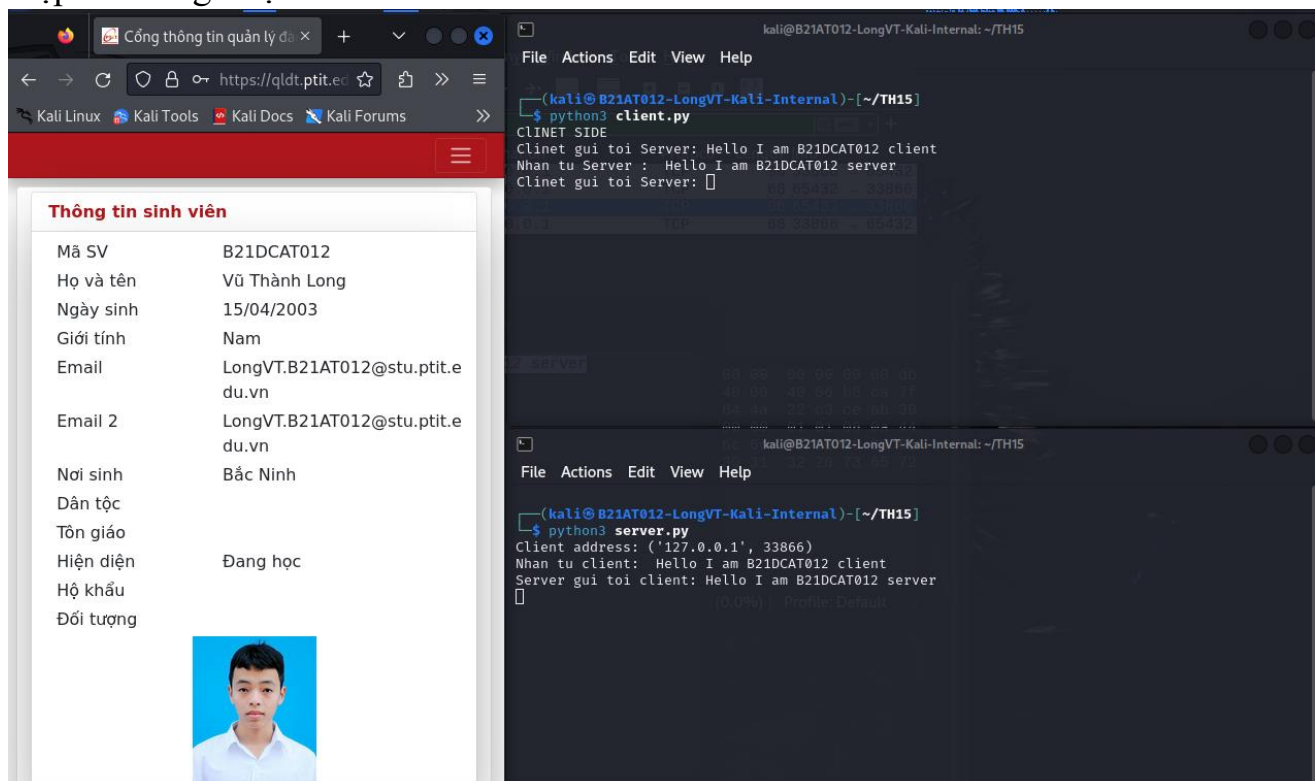 Cổng thông tin quản lý đà
https://qldt.ptit.ed
Kali Linux Kali Tools Kali Docs Kali Forums
Thông tin sinh viên
Mã SV B21DCAT012
Họ và tên Vũ Thành Long
Ngày sinh 15/04/2003
Giới tính Nam
Email LongVT.B21AT012@stu.ptit.e
du.vn
Email 2 LongVT.B21AT012@stu.ptit.e
du.vn
Nơi sinh Bắc Ninh
Dân tộc
Tôn giáo
Hiện diện Đang học
Hộ khẩu
Đối tượng
kali@B21AT012-LongVT-Kali-Internal: ~/TH15
File Actions Edit View Help
(kali㉿B21AT012-LongVT-Kali-Internal)-[~/TH15]
$ python3 client.py
ClINET SIDE
Clinet gui toi Server: Hello I am B21DCAT012 client
Nhan tu Server : Hello I am B21DCAT012 server
Clinet gui toi Server:
kali@B21AT012-LongVT-Kali-Internal: ~/TH15
File Actions Edit View Help
(kali㉿B21AT012-LongVT-Kali-Internal)-[~/TH15]
$ python3 server.py
Client address: ('127.0.0.1', 33866)
Nhan tu client: Hello I am B21DCAT012 client
Server gui toi client: Hello I am B21DCAT012 server
(0.0%) Profile: Default